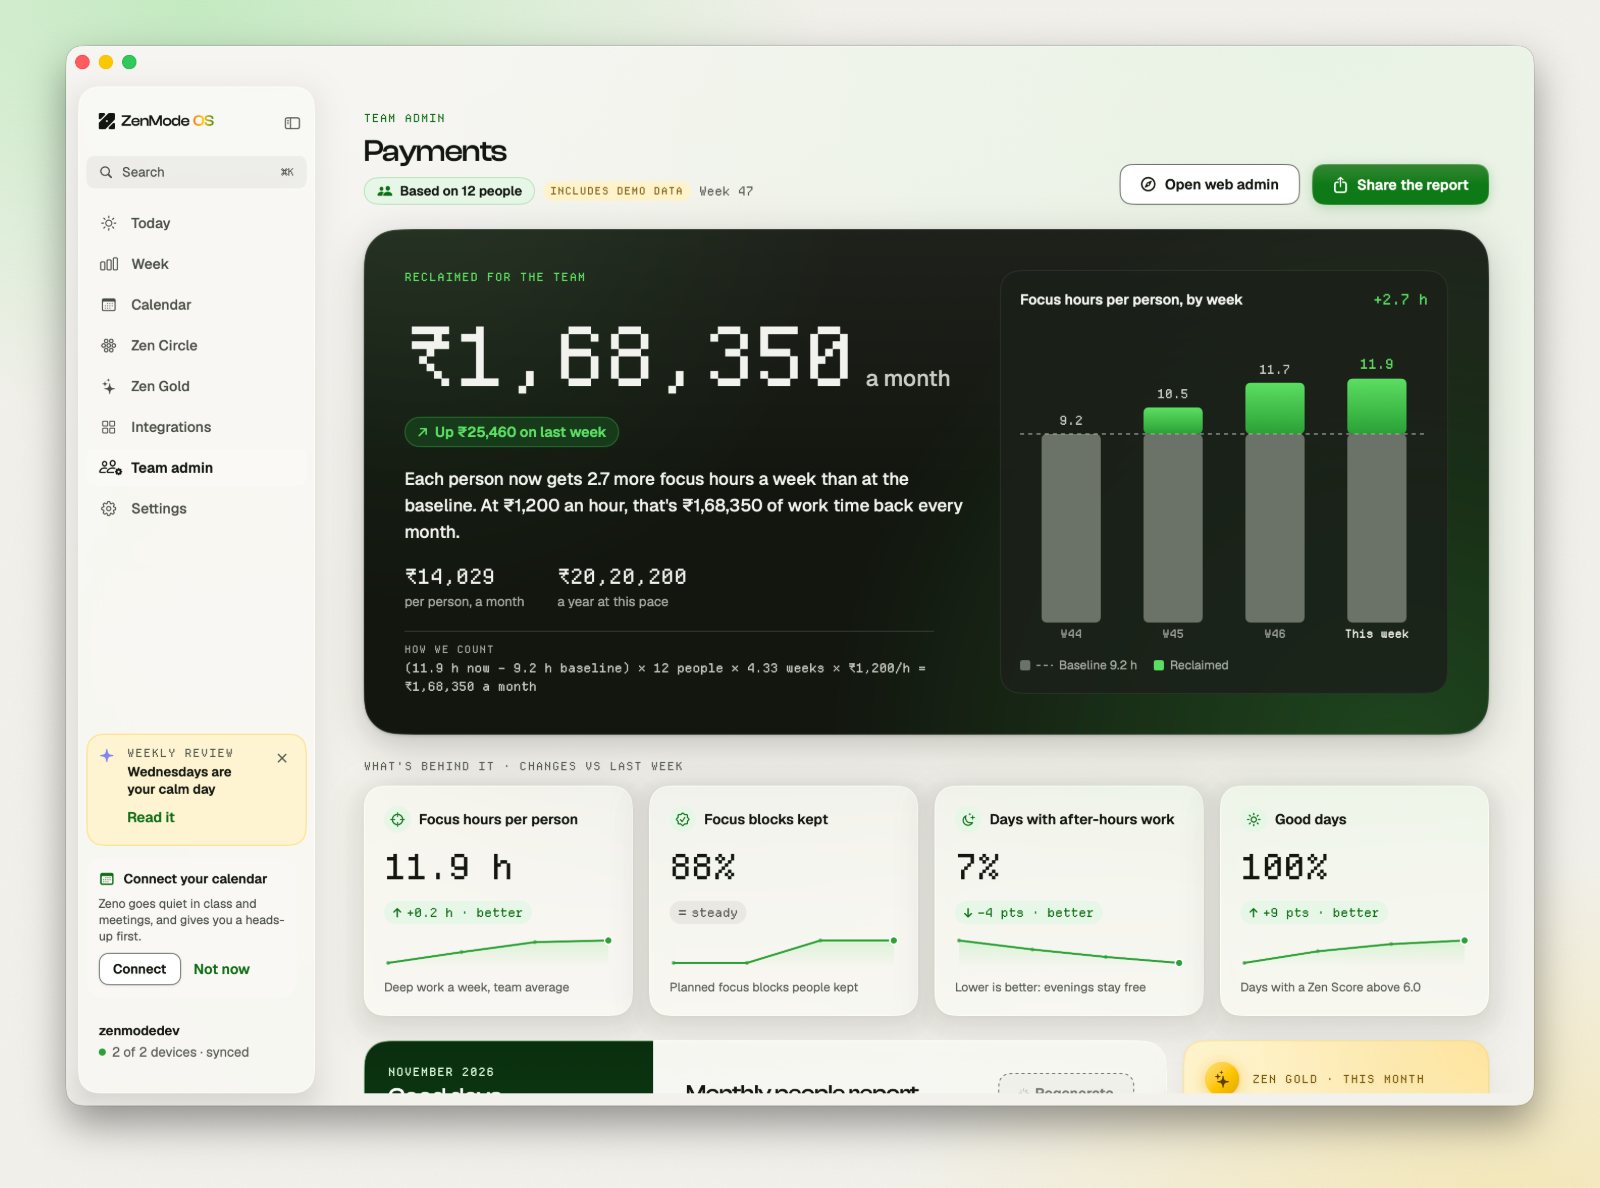 ZenMode OS
Search ⌘K
Today
Week
Calendar
Zen Circle
Zen Gold
Integrations
Team admin
Settings
WEEKLY REVIEW
Wednesdays are
your calm day
Read it
Connect your calendar
Zeno goes quiet in class and
meetings, and gives you a heads-
up first.
Connect Not now
zenmodedev
2 of 2 devices · synced
TEAM ADMIN
Payments
Based on 12 people INCLUDES DEMO DATA Week 47
Open web admin Share the report
RECLAIMED FOR THE TEAM
₹1,68,350 a month
Up ₹25,460 on last week
Each person now gets 2.7 more focus hours a week than at the
baseline. At ₹1,200 an hour, that's ₹1,68,350 of work time back every
month.
₹14,029 ₹20,20,200
per person, a month a year at this pace
HOW WE COUNT
(11.9 h now – 9.2 h baseline) × 12 people × 4.33 weeks × ₹1,200/h =
₹1,68,350 a month
Focus hours per person, by week +2.7 h
9.2 10.5 11.7 11.9
W44 W45 W46 This week
Baseline 9.2 h Reclaimed
WHAT'S BEHIND IT · CHANGES VS LAST WEEK
Focus hours per person
11.9 h
+0.2 h · better
Deep work a week, team average
Focus blocks kept
88%
= steady
Planned focus blocks people kept
Days with after-hours work
7%
−4 pts · better
Lower is better: evenings stay free
Good days
100%
+9 pts · better
Days with a Zen Score above 6.0
NOVEMBER 2026
Good days
Monthly people report
Regenerate
ZEN GOLD · THIS MONTH